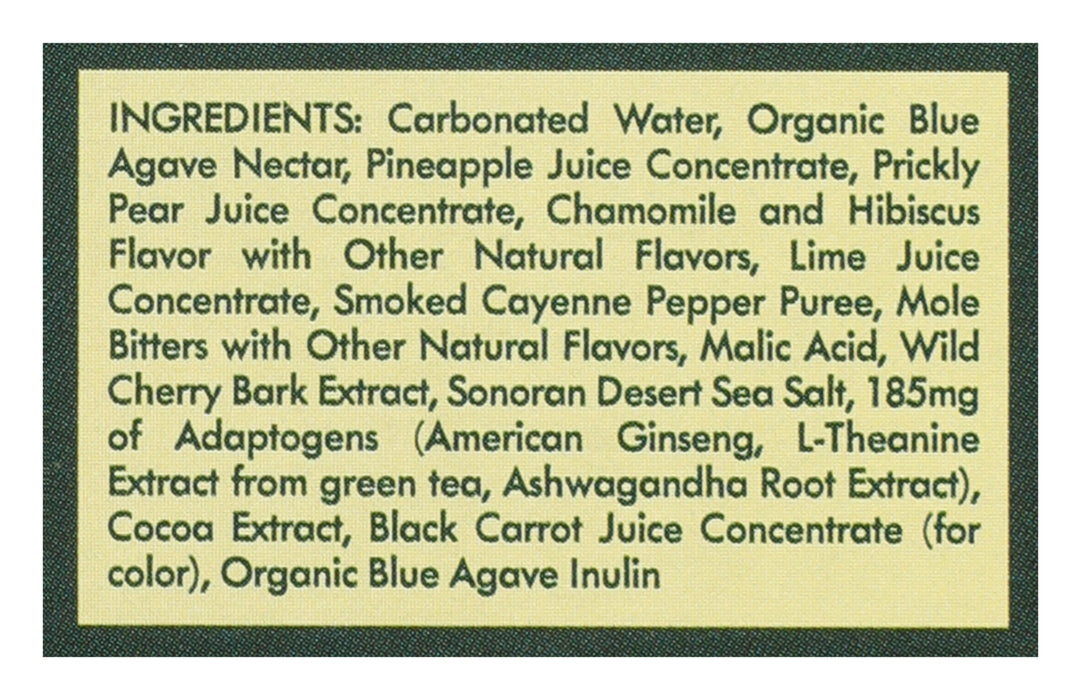 INGREDIENTS: Carbonated Water, Organic Blue
Agave Nectar, Pineapple Juice Concentrate, Prickly
Pear Juice Concentrate, Chamomile and Hibiscus
Flavor with Other Natural Flavors, Lime Juice
Concentrate, Smoked Cayenne Pepper Puree, Mole
Bitters with Other Natural Flavors, Malic Acid, Wild
Cherry Bark Extract, Sonoran Desert Sea Salt, 185mg
of Adaptogens (American Ginseng, L-Theanine
Extract from green tea, Ashwagandha Root Extract),
Cocoa Extract, Black Carrot Juice Concentrate (for
color), Organic Blue Agave Inulin